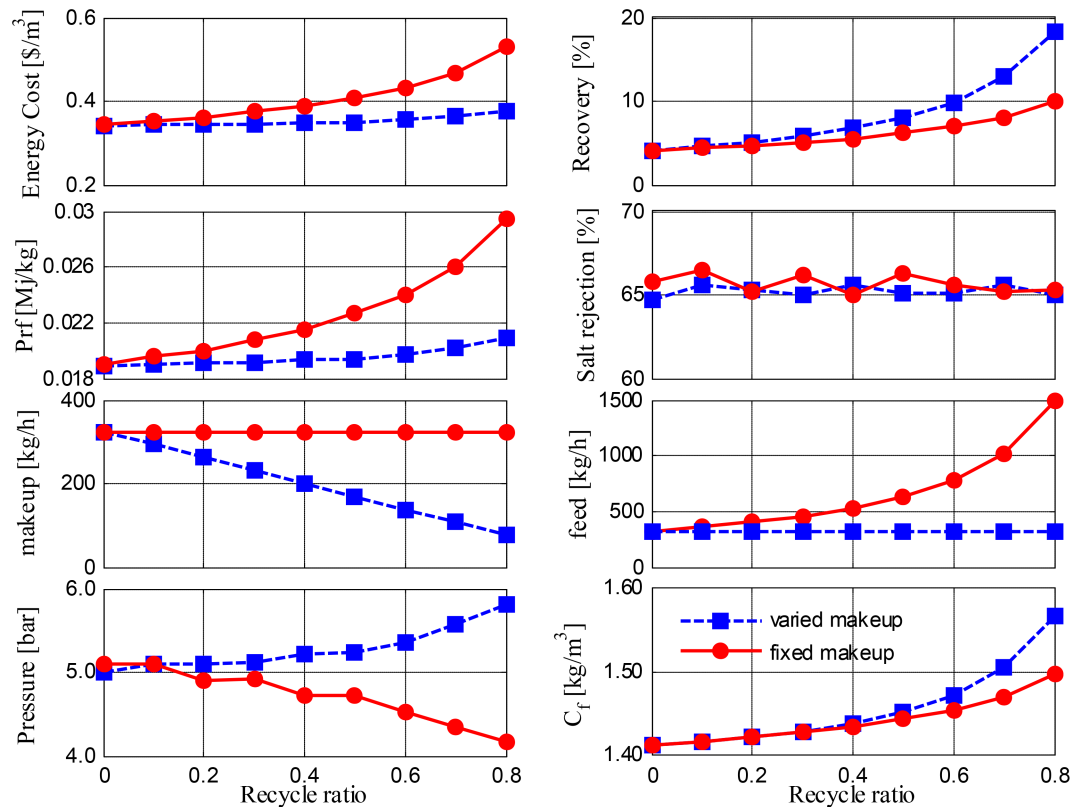 Energy Cost [$/m³]
0.6
0.4
0.2
Recovery [%]
20
10
0
Prf [Mj/kg]
0.03
0.026
0.022
0.018
Salt rejection [%]
70
65
60
makeup [kg/h]
400
200
0
feed [kg/h]
1500
1000
500
0
Pressure [bar]
6.0
5.0
4.0
0 0.2 0.4 0.6 0.8
Recycle ratio
C_f [kg/m³]
1.60
1.50
1.40
varied makeup
fixed makeup
0 0.2 0.4 0.6 0.8
Recycle ratio